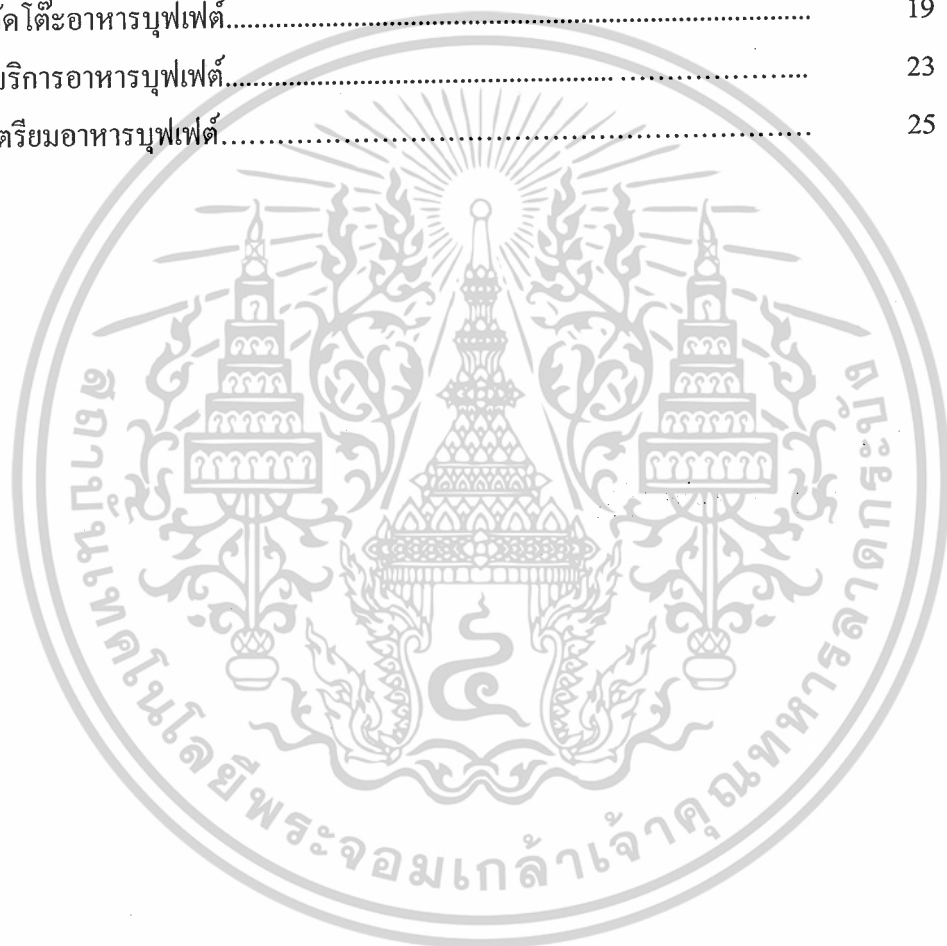 ัดโต๊ะอาหารบุฟเฟต์........................................................................................ 19
บริการอาหารบุฟเฟต์........................................................................................ 23
ตรียมอาหารบุฟเฟต์........................................................................................ 25
สถาบันเทคโนโลยีพระจอมเกล้าเจ้าคุณทหารลาดกระบัง
๔